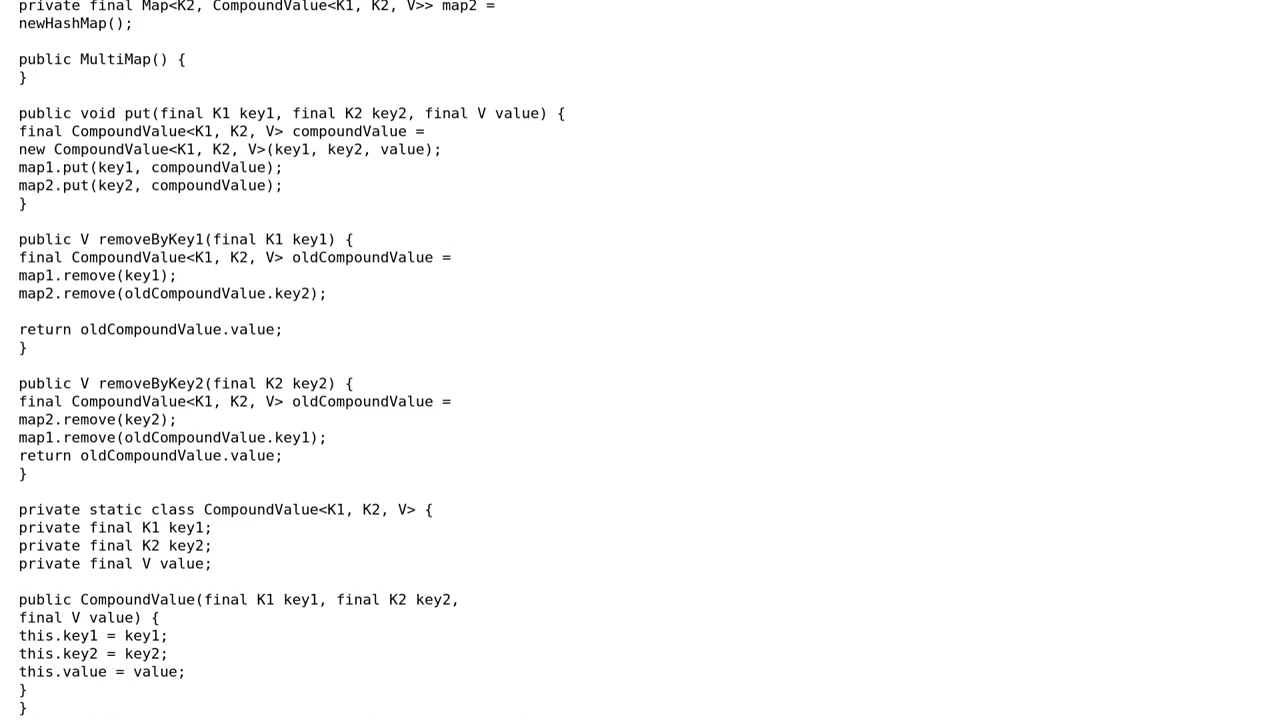 private final Map<K2, CompoundValue<K1, K2, V>> map2 =
newHashMap();
public MultiMap() {
}
public void put(final K1 key1, final K2 key2, final V value) {
final CompoundValue<K1, K2, V> compoundValue =
new CompoundValue<K1, K2, V>(key1, key2, value);
map1.put(key1, compoundValue);
map2.put(key2, compoundValue);
}
public V removeByKey1(final K1 key1) {
final CompoundValue<K1, K2, V> oldCompoundValue =
map1.remove(key1);
map2.remove(oldCompoundValue.key2);
return oldCompoundValue.value;
}
public V removeByKey2(final K2 key2) {
final CompoundValue<K1, K2, V> oldCompoundValue =
map2.remove(key2);
map1.remove(oldCompoundValue.key1);
return oldCompoundValue.value;
}
private static class CompoundValue<K1, K2, V> {
private final K1 key1;
private final K2 key2;
private final V value;
public CompoundValue(final K1 key1, final K2 key2,
final V value) {
this.key1 = key1;
this.key2 = key2;
this.value = value;
}
}